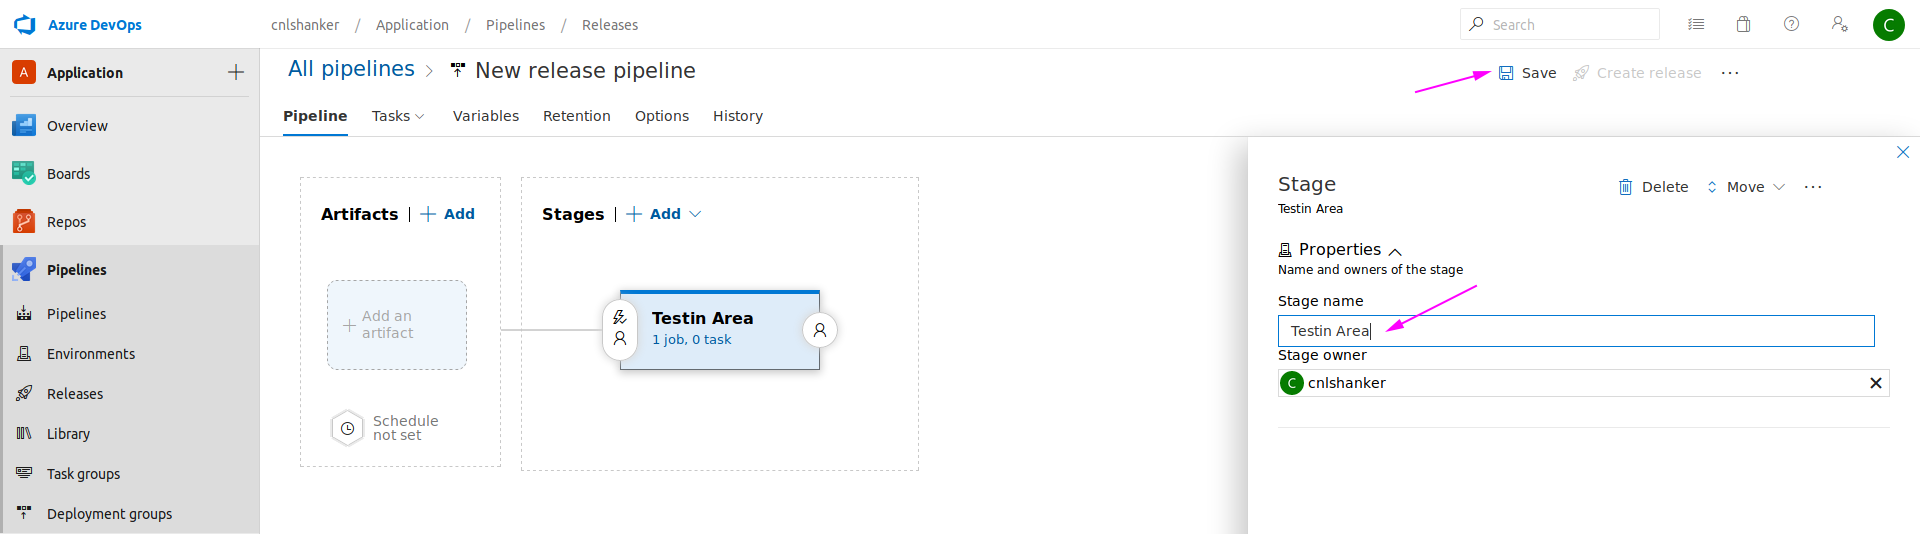 Azure DevOps
cnlshanker / Application / Pipelines / Releases
Search
C
A Application
Overview
Boards
Repos
Pipelines
Pipelines
Environments
Releases
Library
Task groups
Deployment groups
All pipelines > New release pipeline
Save
Create release
Pipeline Tasks Variables Retention Options History
Artifacts | + Add
+ Add an
artifact
Schedule
not set
Stages | + Add
Testin Area
1 job, 0 task
Stage
Testin Area
Delete Move
Properties
Name and owners of the stage
Stage name
Testin Area
Stage owner
C cnlshanker